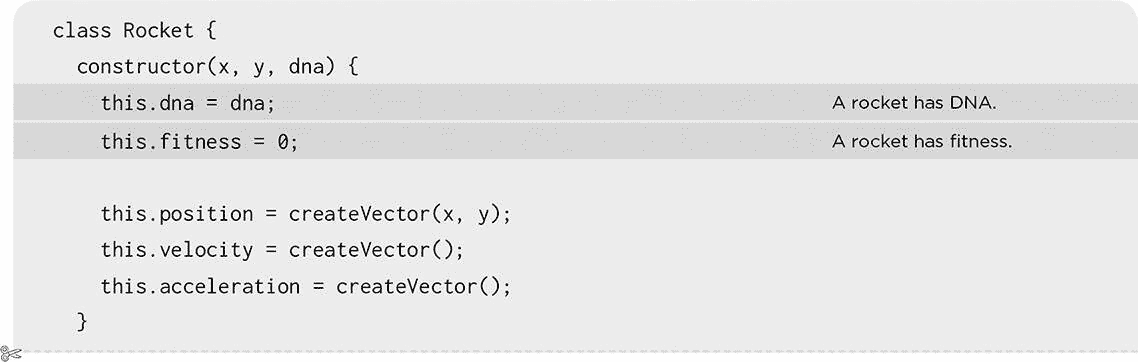 class Rocket {
constructor(x, y, dna) {
this.dna = dna; A rocket has DNA.
this.fitness = 0; A rocket has fitness.
this.position = createVector(x, y);
this.velocity = createVector();
this.acceleration = createVector();
}